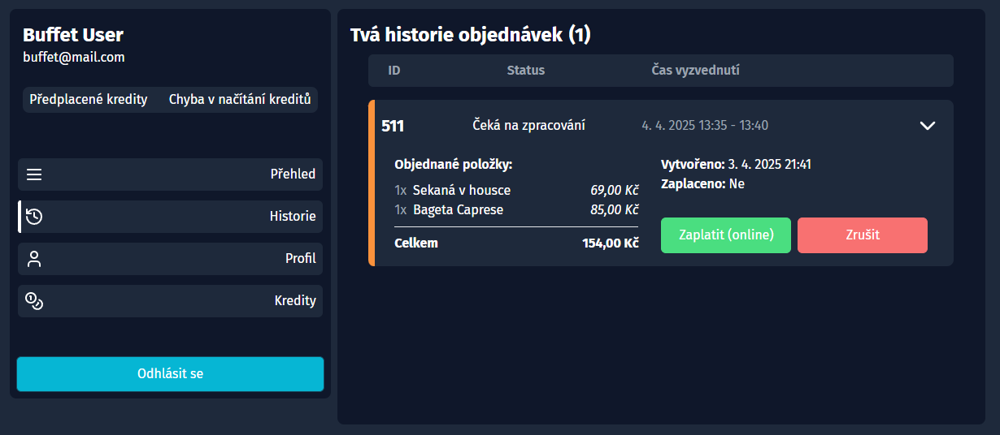 Buffet User
buffet@mail.com
Předplacené kredity Chyba v načítání kreditů
Přehled
Historie
Profil
Kredity
Odhlásit se
Tvá historie objednávek (1)
ID Status Čas vyzvednutí
511 Čeká na zpracování 4. 4. 2025 13:35 - 13:40
Objednané položky:
1x Sekaná v housce 69,00 Kč
1x Bageta Caprese 85,00 Kč
Celkem 154,00 Kč
Vytvořeno: 3. 4. 2025 21:41
Zaplaceno: Ne
Zaplatit (online) Zrušit